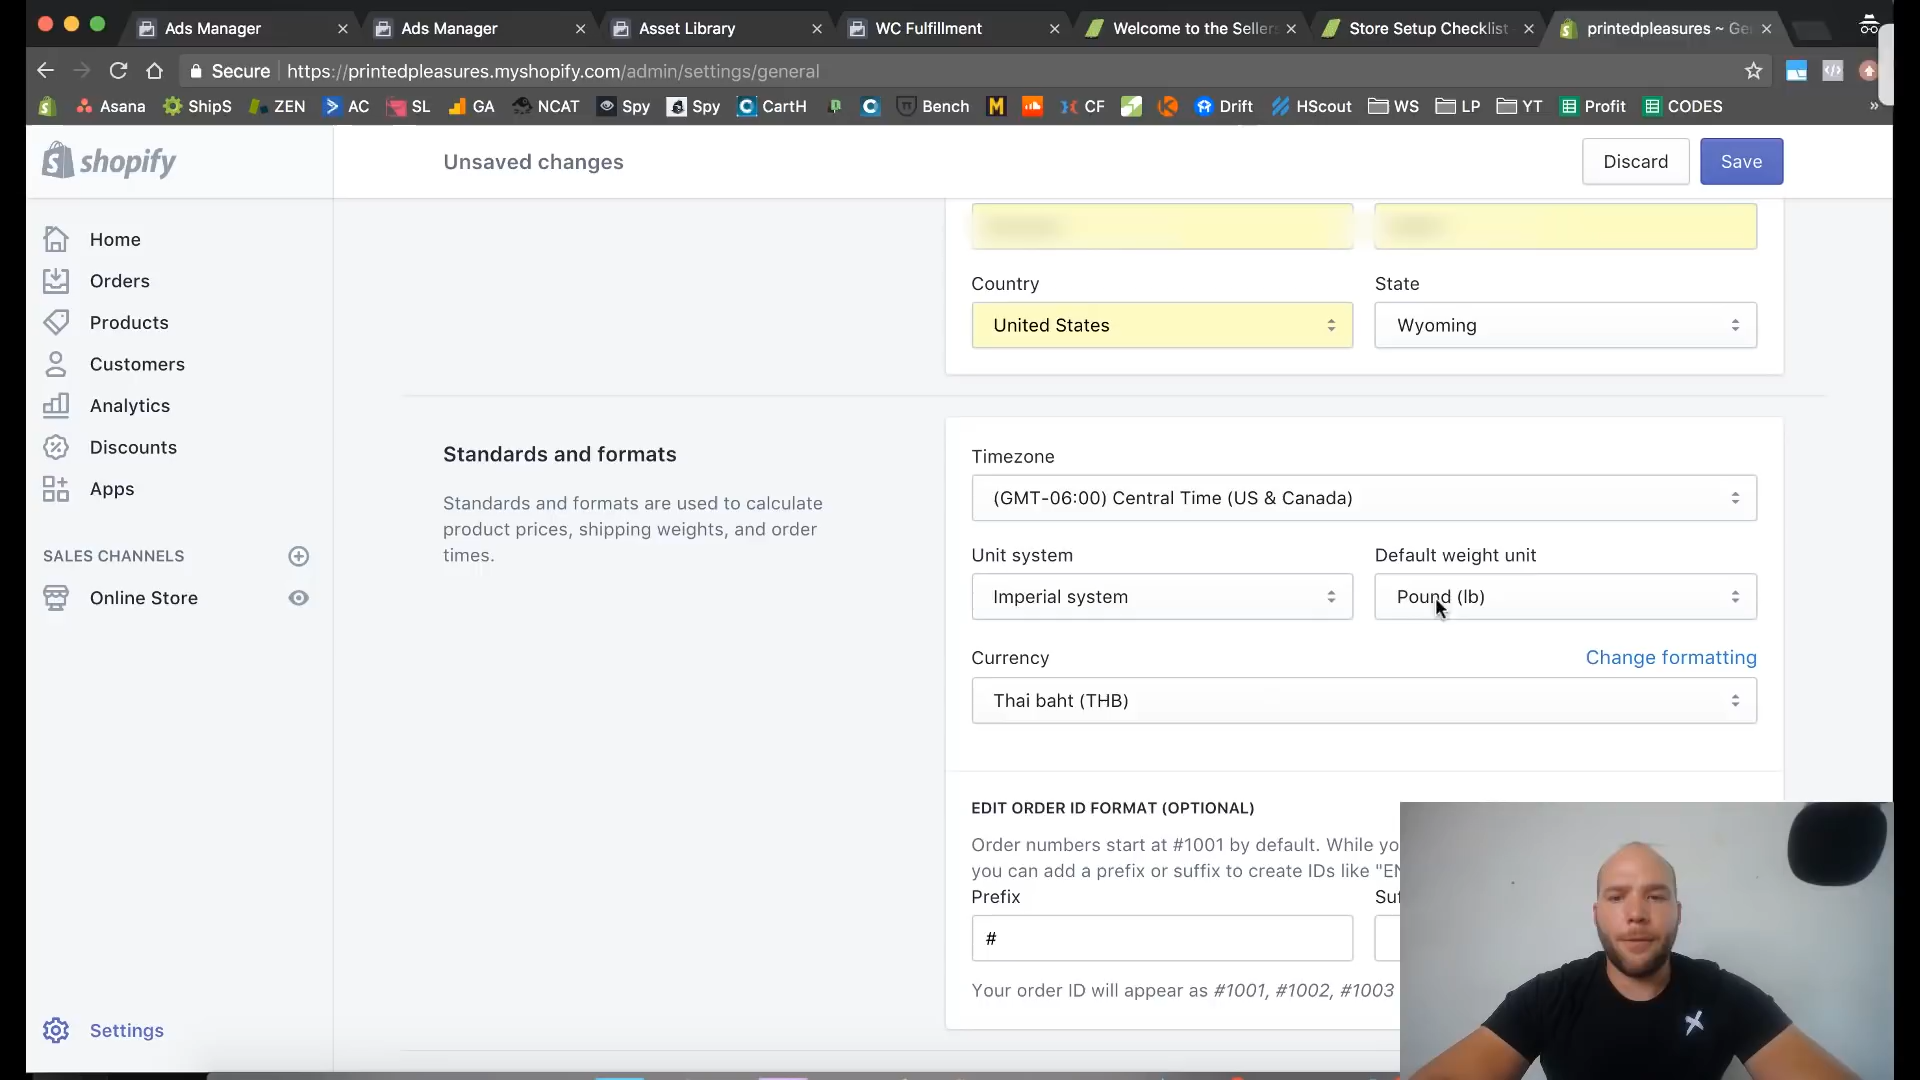 Ads Manager
Ads Manager
Asset Library
WC Fulfillment
Welcome to the Seller
Store Setup Checklist
printedpleasures ~ Ge
Secure
https://printedpleasures.myshopify.com/admin/settings/general
Asana
ShipS
ZEN
AC
SL
GA
NCAT
Spy
Spy
CartH
Bench
CF
Drift
HScout
WS
LP
YT
Profit
CODES
shopify
Unsaved changes
Discard
Save
Home
Orders
Products
Customers
Analytics
Discounts
Apps
SALES CHANNELS
Online Store
Settings
Country
State
United States
Wyoming
Standards and formats
Standards and formats are used to calculate
product prices, shipping weights, and order
times.
Timezone
(GMT-06:00) Central Time (US & Canada)
Unit system
Default weight unit
Imperial system
Pound (lb)
Currency
Change formatting
Thai baht (THB)
EDIT ORDER ID FORMAT (OPTIONAL)
Order numbers start at #1001 by default. While yo
you can add a prefix or suffix to create IDs like "EN
Prefix
Suf
#
Your order ID will appear as #1001, #1002, #1003